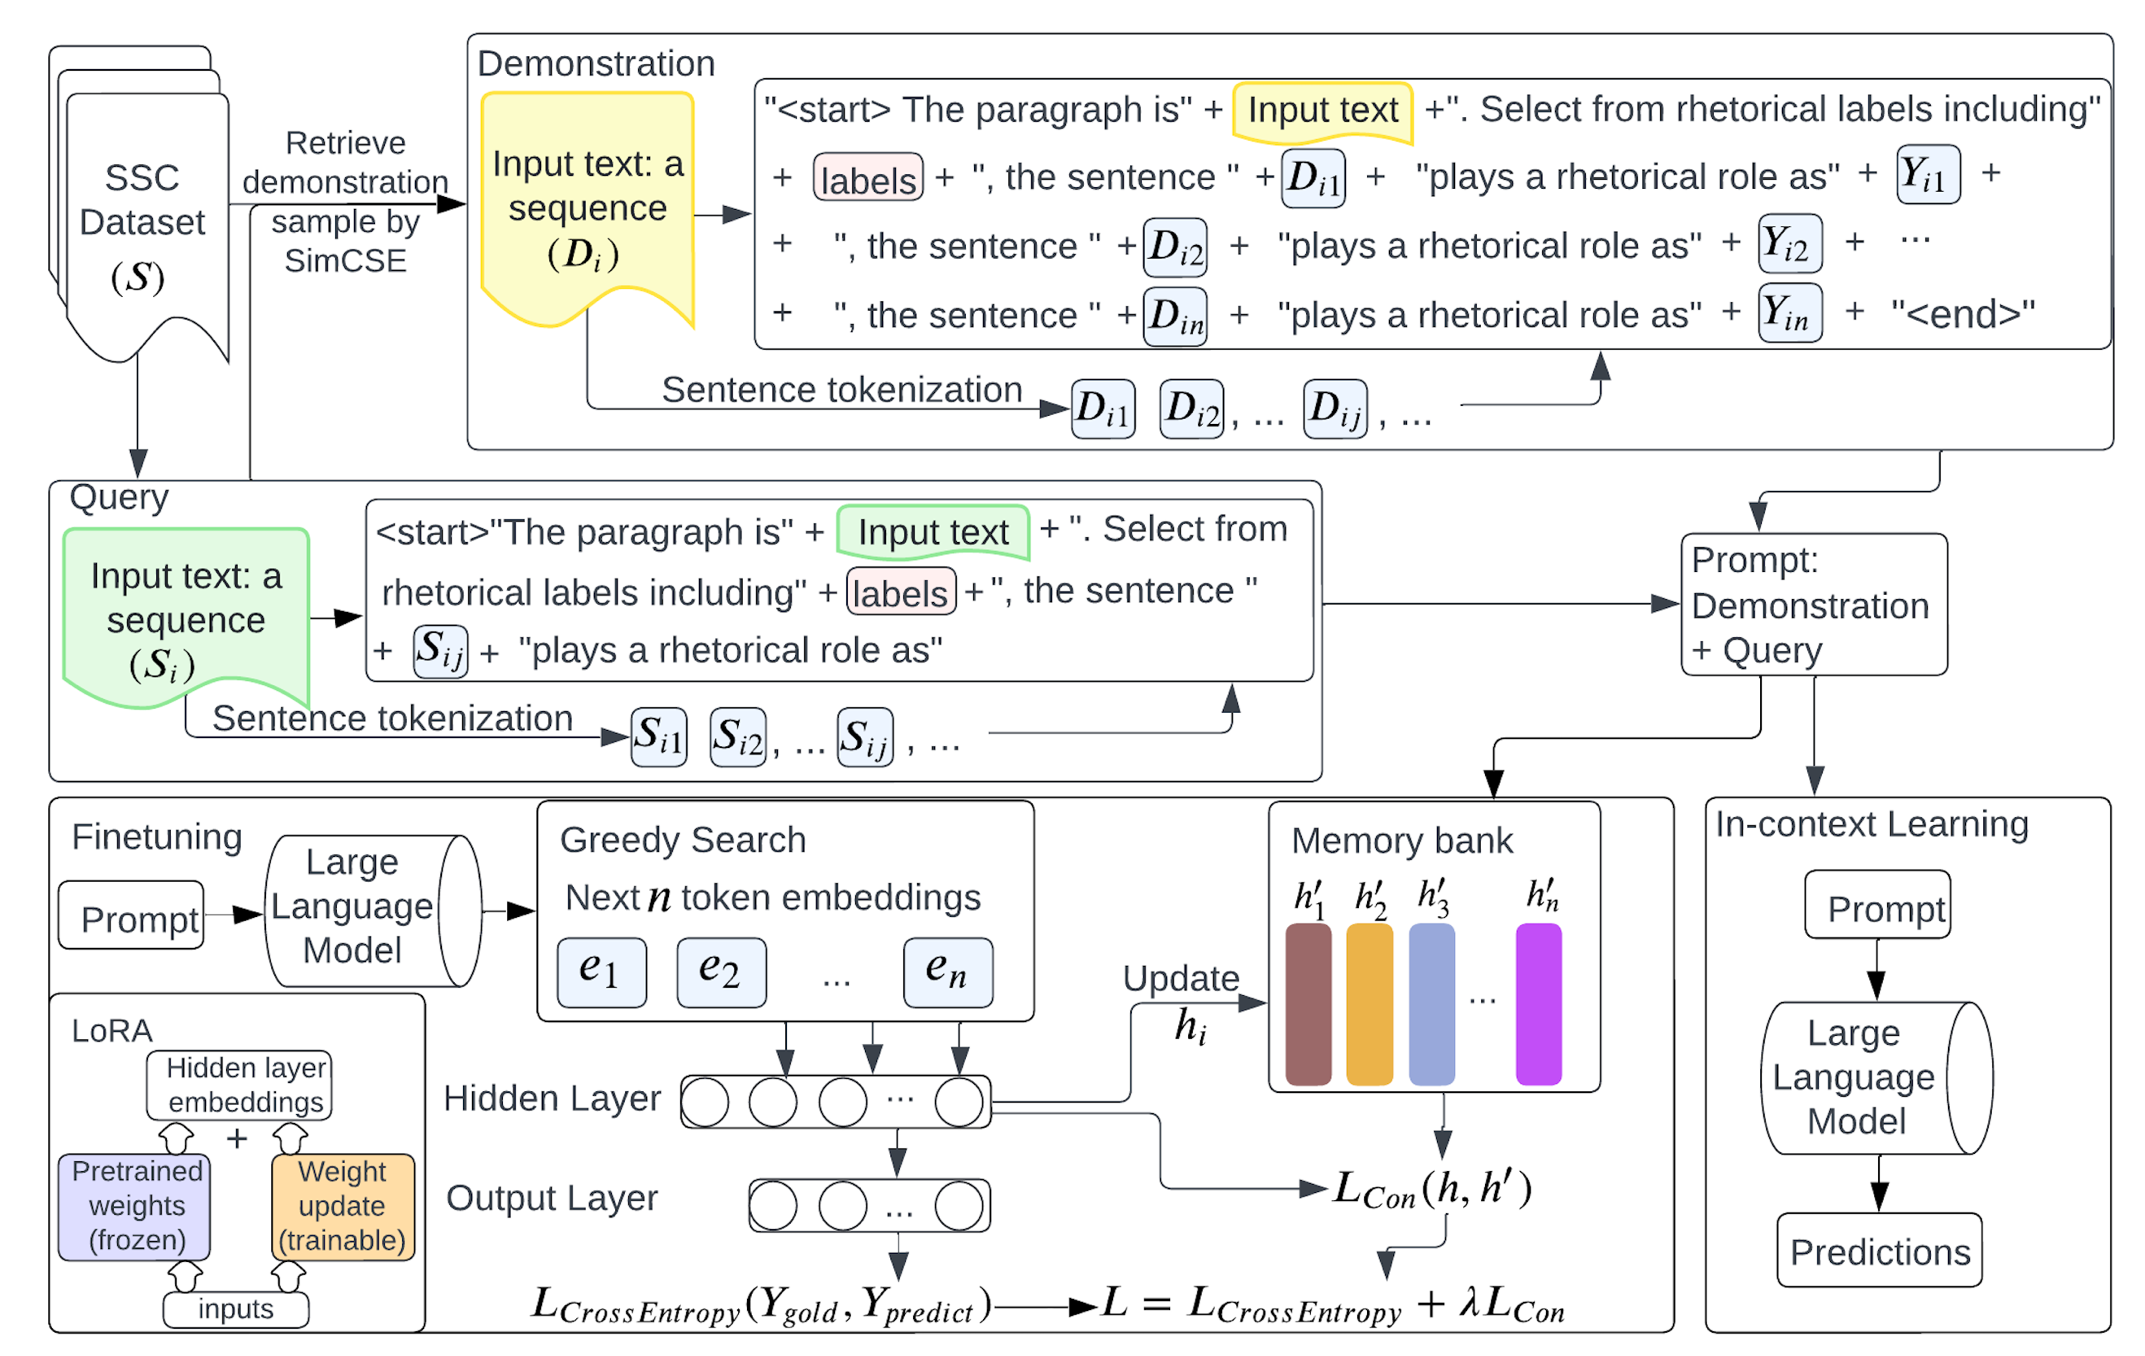 SSC
Dataset
(S)
Retrieve
demonstration
sample by
SimCSE
Demonstration
Input text: a
sequence
(D_i)
"<start> The paragraph is" + Input text +". Select from rhetorical labels including"
+ labels + ", the sentence " + D_{i1} + "plays a rhetorical role as" + Y_{i1} +
+ ", the sentence " + D_{i2} + "plays a rhetorical role as" + Y_{i2} + ...
+ ", the sentence " + D_{in} + "plays a rhetorical role as" + Y_{in} + "<end>"
Sentence tokenization D_{i1} D_{i2} , ... D_{ij} , ...
Query
Input text: a
sequence
(S_i)
<start>"The paragraph is" + Input text + ". Select from
rhetorical labels including" + labels + ", the sentence "
+ S_{ij} + "plays a rhetorical role as"
Sentence tokenization S_{i1} S_{i2} , ... S_{ij} , ...
Prompt:
Demonstration
+ Query
Finetuning
Prompt
Large
Language
Model
Greedy Search
Next n token embeddings
e_1 e_2 ... e_n
Memory bank
h'_1 h'_2 h'_3 ... h'_n
Update
h_i
Hidden Layer ...
Output Layer ...
L_{Con}(h, h')
L_{CrossEntropy}(Y_{gold}, Y_{predict}) L = L_{CrossEntropy} + λL_{Con}
LoRA
Hidden layer
embeddings
+
Pretrained
weights
(frozen)
Weight
update
(trainable)
inputs
In-context Learning
Prompt
Large
Language
Model
Predictions